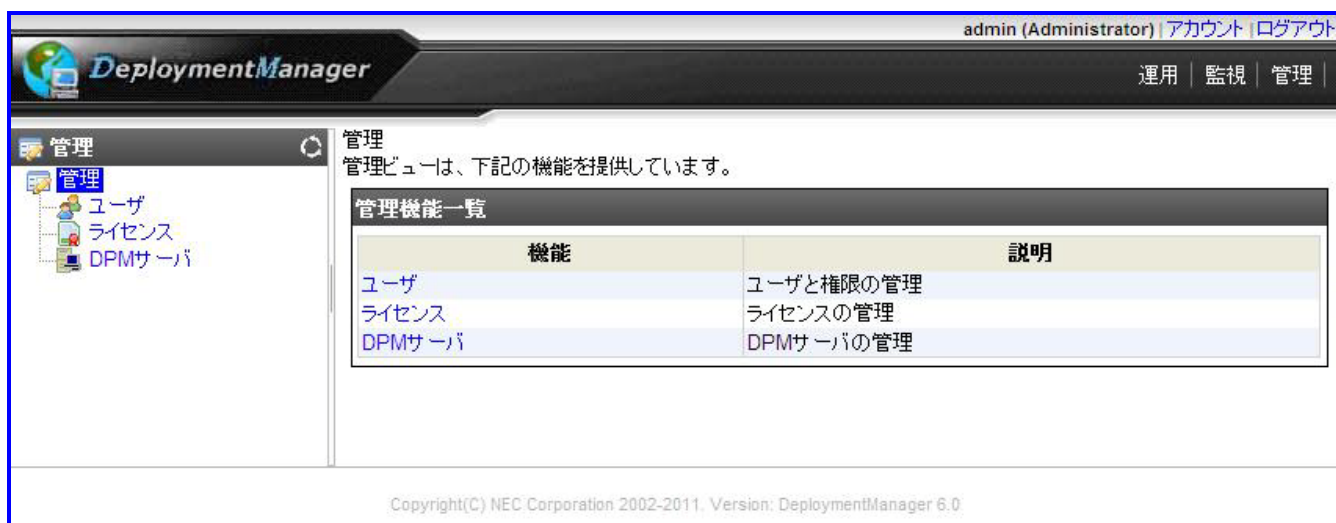 admin (Administrator) | アカウント | ログアウト
DeploymentManager
運用 | 監視 | 管理 |
管理
管理
ユーザ
ライセンス
DPMサーバ
管理
管理ビューは、下記の機能を提供しています。
管理機能一覧
機能 説明
ユーザ ユーザと権限の管理
ライセンス ライセンスの管理
DPMサーバ DPMサーバの管理
Copyright(C) NEC Corporation 2002-2011. Version: DeploymentManager 6.0